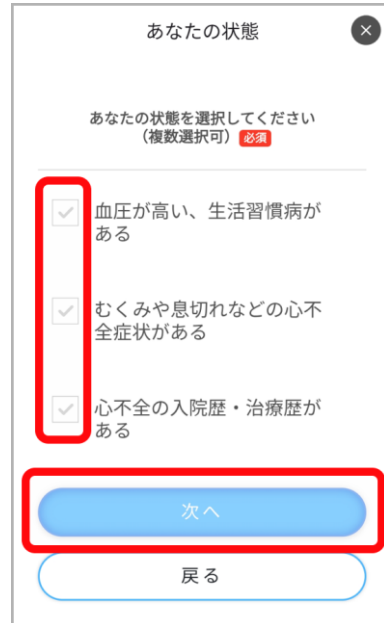 あなたの状態
あなたの状態を選択してください
（複数選択可） 必須
血圧が高い、生活習慣病が
ある
むくみや息切れなどの心不
全症状がある
心不全の入院歴・治療歴が
ある
次へ
戻る